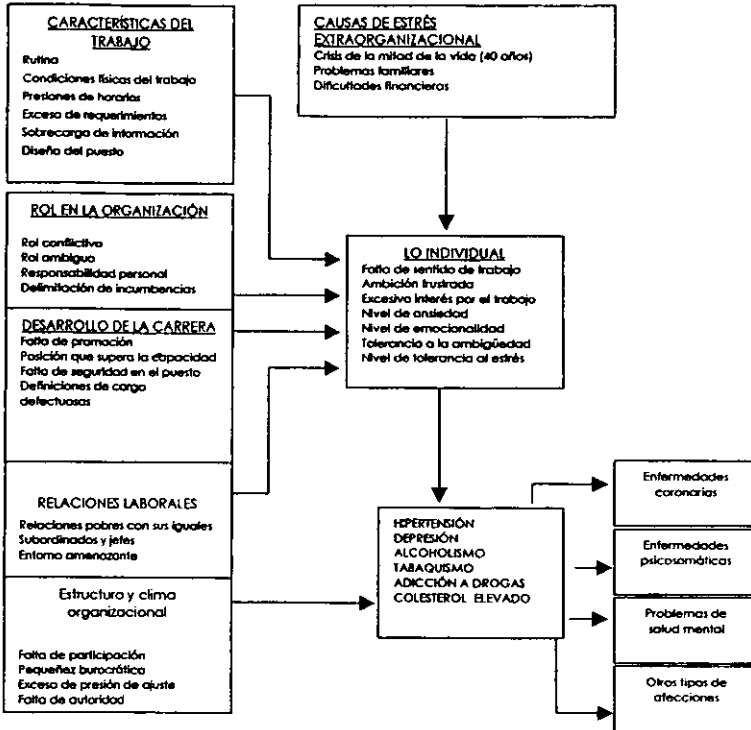 CARACTERÍSTICAS DEL
TRABAJO
Rutina
Condiciones físicas del trabajo
Presiones de horarios
Exceso de requerimientos
Sobrecarga de información
Diseño del puesto
CAUSAS DE ESTRÉS
EXTRAORGANIZACIONAL
Crisis de la mitad de la vida (40 años)
Problemas familiares
Dificultades financieras
ROL EN LA ORGANIZACIÓN
Rol conflictivo
Rol ambiguo
Responsabilidad personal
Delimitación de incumbencias
DESARROLLO DE LA CARRERA
Falta de promoción
Posición que supera la capacidad
Falta de seguridad en el puesto
Definiciones de cargo
defectuosas
RELACIONES LABORALES
Relaciones pobres con sus iguales
Subordinados y jefes
Entorno amenazante
Estructura y clima
organizacional
Falta de participación
Pequeñez burocrática
Exceso de presión de ajuste
Falta de autoridad
LO INDIVIDUAL
Falta de sentido de trabajo
Ambición frustrada
Excesivo interés por el trabajo
Nivel de ansiedad
Nivel de emocionalidad
Tolerancia a la ambigüedad
Nivel de tolerancia al estrés
HIPERTENSIÓN
DEPRESIÓN
ALCOHOLISMO
TABAQUISMO
ADICCIÓN A DROGAS
COLESTEROL ELEVADO
Enfermedades
coronarias
Enfermedades
psicosomáticas
Problemas de
salud mental
Otros tipos de
afecciones